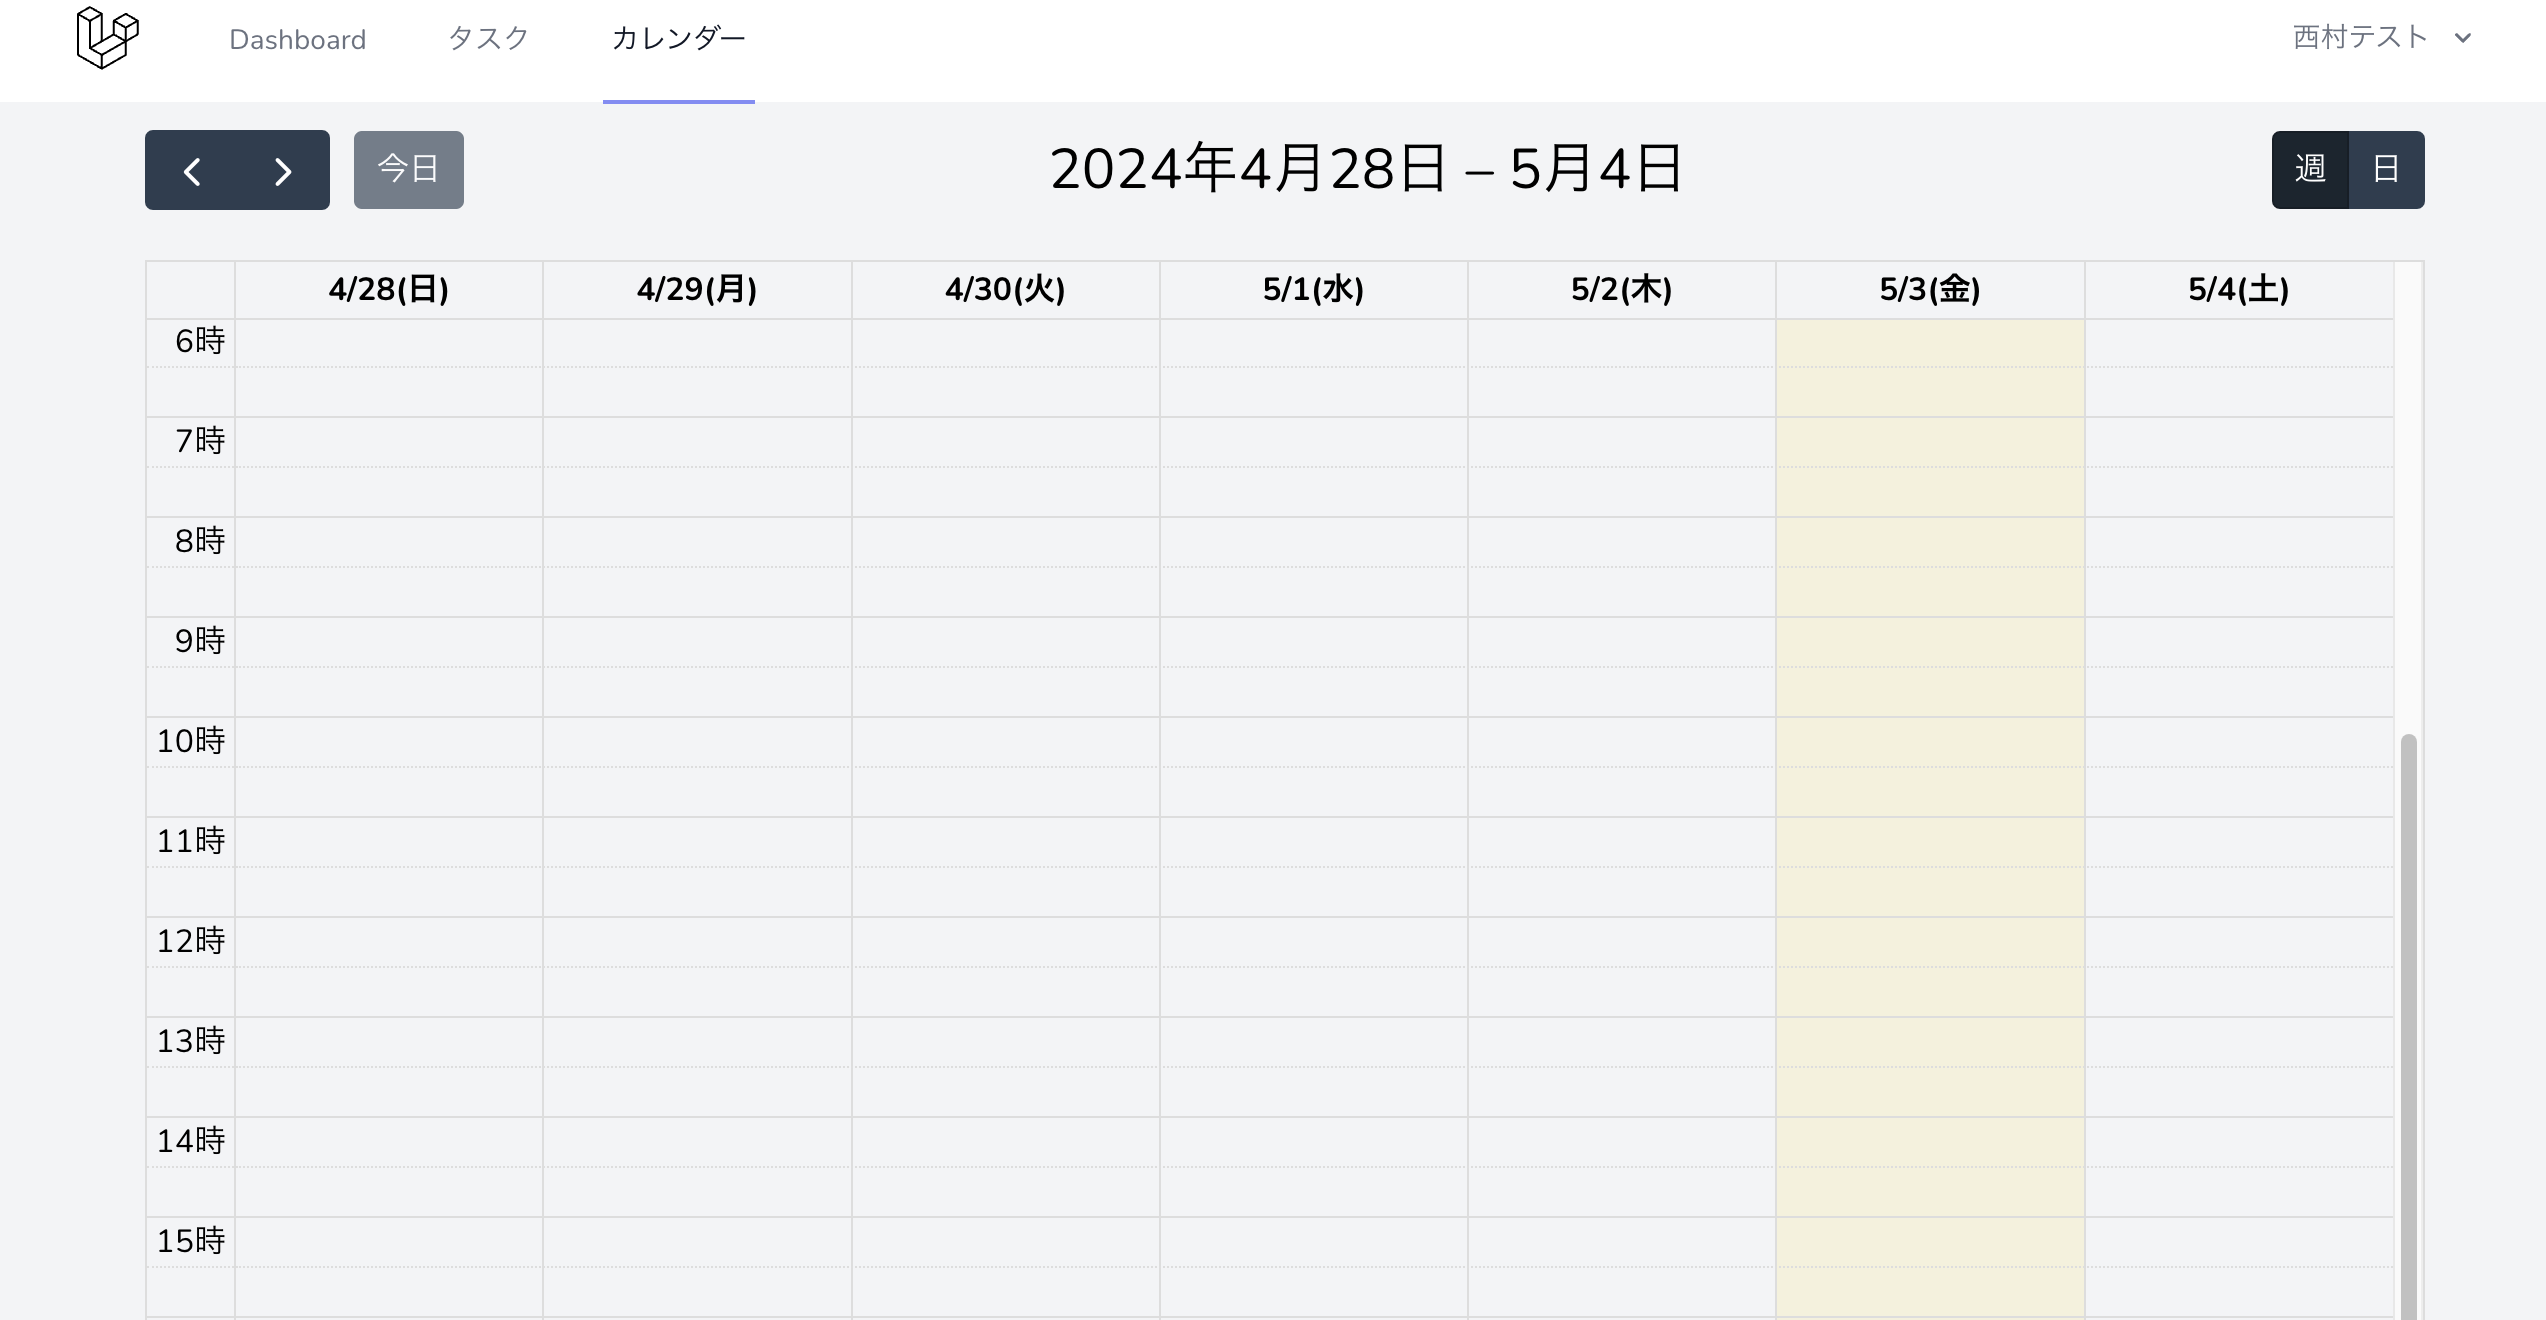 Dashboard タスク カレンダー 西村テスト
今日 2024年4月28日 – 5月4日 週 日
4/28(日) 4/29(月) 4/30(火) 5/1(水) 5/2(木) 5/3(金) 5/4(土)
6時
7時
8時
9時
10時
11時
12時
13時
14時
15時